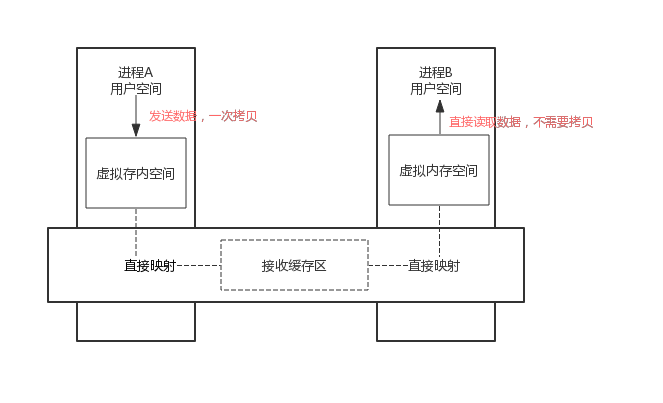 进程A
用户空间
进程B
用户空间
发送数据，一次拷贝
直接读取数据，不需要拷贝
虚拟存内空间
虚拟内存空间
直接映射
接收缓存区
直接映射